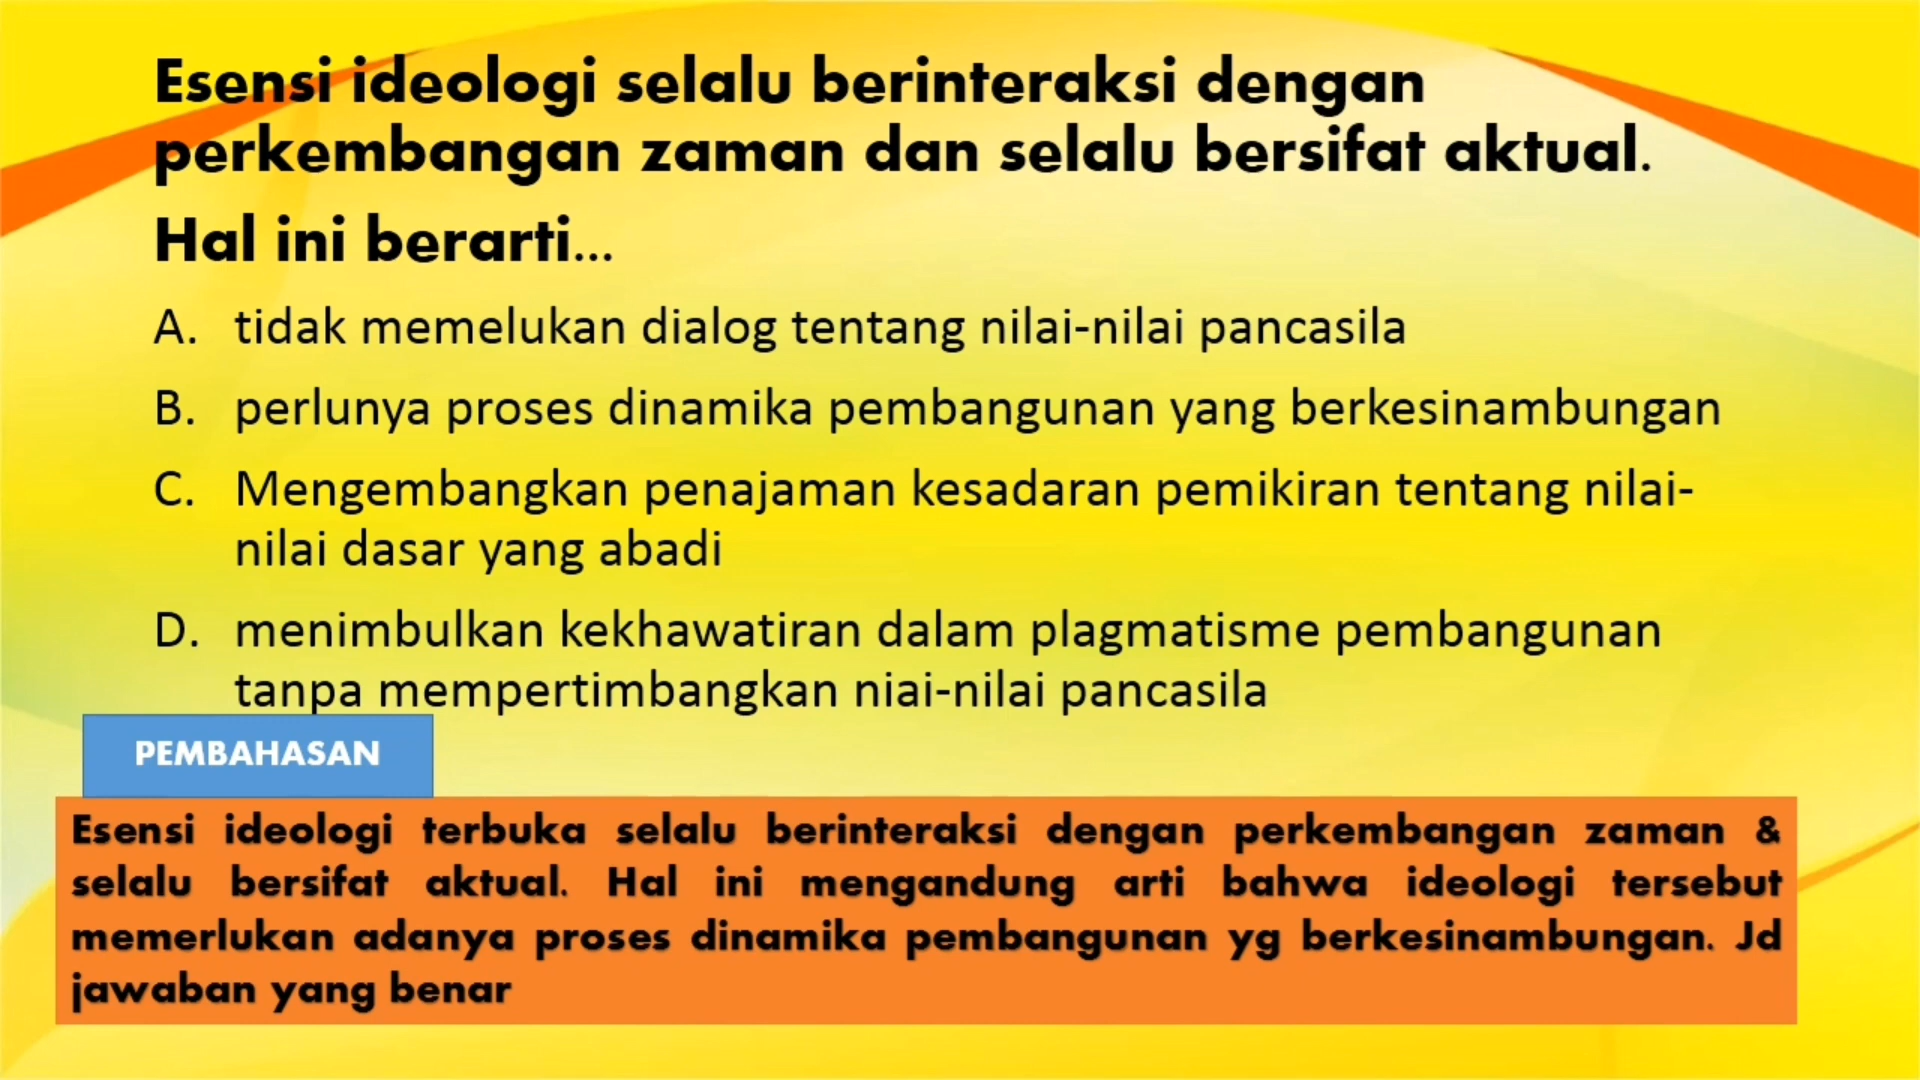 Esensi ideologi selalu berinteraksi dengan
perkembangan zaman dan selalu bersifat aktual.
Hal ini berarti...
A. tidak memelukan dialog tentang nilai-nilai pancasila
B. perlunya proses dinamika pembangunan yang berkesinambungan
C. Mengembangkan penajaman kesadaran pemikiran tentang nilai-
nilai dasar yang abadi
D. menimbulkan kekhawatiran dalam plagmatisme pembangunan
tanpa mempertimbangkan niai-nilai pancasila
PEMBAHASAN
Esensi ideologi terbuka selalu berinteraksi dengan perkembangan zaman &
selalu bersifat aktual. Hal ini mengandung arti bahwa ideologi tersebut
memerlukan adanya proses dinamika pembangunan yg berkesinambungan. Jd
jawaban yang benar